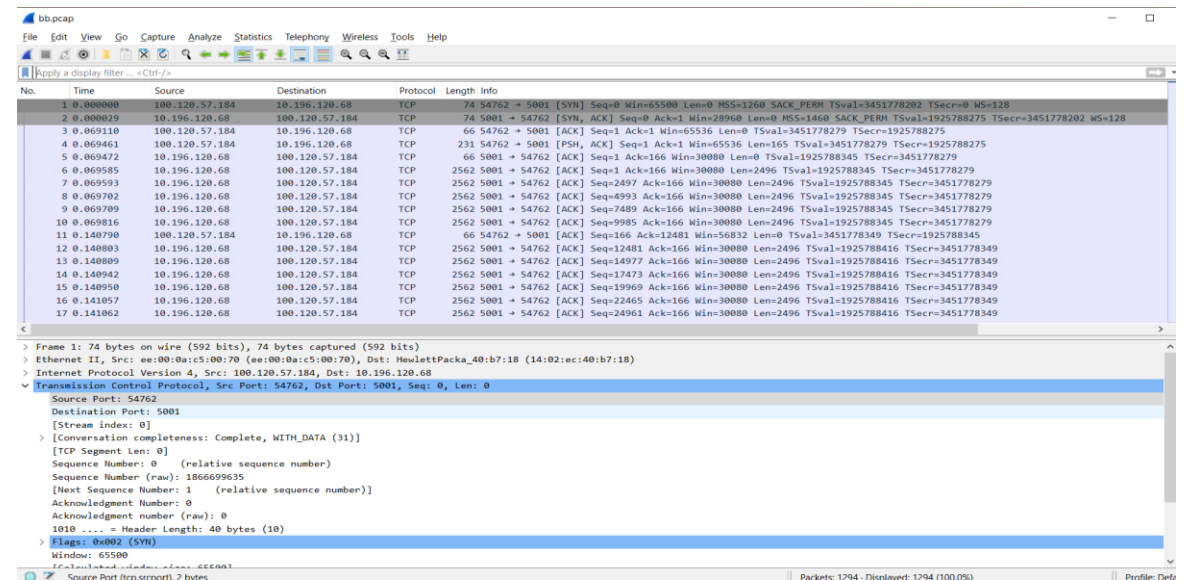 bb.pcap
File Edit View Go Capture Analyze Statistics Telephony Wireless Tools Help
Apply a display filter ... <Ctrl-/>
No. Time Source Destination Protocol Length Info
1 0.000000 100.120.57.184 10.196.120.68 TCP 74 54762 → 5001 [SYN] Seq=0 Win=65500 Len=0 MSS=1260 SACK_PERM TSval=3451778202 TSecr=0 WS=128
2 0.000029 10.196.120.68 100.120.57.184 TCP 74 5001 → 54762 [SYN, ACK] Seq=0 Ack=1 Win=28960 Len=0 MSS=1460 SACK_PERM TSval=1925788275 TSecr=3451778202 WS=128
3 0.069110 100.120.57.184 10.196.120.68 TCP 66 54762 → 5001 [ACK] Seq=1 Ack=1 Win=65536 Len=0 TSval=3451778279 TSecr=1925788275
4 0.069461 100.120.57.184 10.196.120.68 TCP 231 54762 → 5001 [PSH, ACK] Seq=1 Ack=1 Win=65536 Len=165 TSval=3451778279 TSecr=1925788275
5 0.069472 10.196.120.68 100.120.57.184 TCP 66 5001 → 54762 [ACK] Seq=1 Ack=166 Win=30080 Len=0 TSval=1925788345 TSecr=3451778279
6 0.069585 10.196.120.68 100.120.57.184 TCP 2562 5001 → 54762 [ACK] Seq=1 Ack=166 Win=30080 Len=2496 TSval=1925788345 TSecr=3451778279
7 0.069593 10.196.120.68 100.120.57.184 TCP 2562 5001 → 54762 [ACK] Seq=2497 Ack=166 Win=30080 Len=2496 TSval=1925788345 TSecr=3451778279
8 0.069702 10.196.120.68 100.120.57.184 TCP 2562 5001 → 54762 [ACK] Seq=4993 Ack=166 Win=30080 Len=2496 TSval=1925788345 TSecr=3451778279
9 0.069709 10.196.120.68 100.120.57.184 TCP 2562 5001 → 54762 [ACK] Seq=7489 Ack=166 Win=30080 Len=2496 TSval=1925788345 TSecr=3451778279
10 0.069816 10.196.120.68 100.120.57.184 TCP 2562 5001 → 54762 [ACK] Seq=9985 Ack=166 Win=30080 Len=2496 TSval=1925788345 TSecr=3451778279
11 0.140790 100.120.57.184 10.196.120.68 TCP 66 54762 → 5001 [ACK] Seq=166 Ack=12481 Win=56832 Len=0 TSval=3451778349 TSecr=1925788345
12 0.140803 10.196.120.68 100.120.57.184 TCP 2562 5001 → 54762 [ACK] Seq=12481 Ack=166 Win=30080 Len=2496 TSval=1925788416 TSecr=3451778349
13 0.140809 10.196.120.68 100.120.57.184 TCP 2562 5001 → 54762 [ACK] Seq=14977 Ack=166 Win=30080 Len=2496 TSval=1925788416 TSecr=3451778349
14 0.140942 10.196.120.68 100.120.57.184 TCP 2562 5001 → 54762 [ACK] Seq=17473 Ack=166 Win=30080 Len=2496 TSval=1925788416 TSecr=3451778349
15 0.140950 10.196.120.68 100.120.57.184 TCP 2562 5001 → 54762 [ACK] Seq=19969 Ack=166 Win=30080 Len=2496 TSval=1925788416 TSecr=3451778349
16 0.141057 10.196.120.68 100.120.57.184 TCP 2562 5001 → 54762 [ACK] Seq=22465 Ack=166 Win=30080 Len=2496 TSval=1925788416 TSecr=3451778349
17 0.141062 10.196.120.68 100.120.57.184 TCP 2562 5001 → 54762 [ACK] Seq=24961 Ack=166 Win=30080 Len=2496 TSval=1925788416 TSecr=3451778349
Frame 1: 74 bytes on wire (592 bits), 74 bytes captured (592 bits)
Ethernet II, Src: ee:00:0a:c5:00:70 (ee:00:0a:c5:00:70), Dst: HewlettPacka_40:b7:18 (14:02:ec:40:b7:18)
Internet Protocol Version 4, Src: 100.120.57.184, Dst: 10.196.120.68
Transmission Control Protocol, Src Port: 54762, Dst Port: 5001, Seq: 0, Len: 0
Source Port: 54762
Destination Port: 5001
[Stream index: 0]
[Conversation completeness: Complete, WITH_DATA (31)]
[TCP Segment Len: 0]
Sequence Number: 0 (relative sequence number)
Sequence Number (raw): 1866699635
[Next Sequence Number: 1 (relative sequence number)]
Acknowledgment Number: 0
Acknowledgment number (raw): 0
1010 .... = Header Length: 40 bytes (10)
Flags: 0x002 (SYN)
Window: 65500
[Calculated window size: 65500]
Source Port (tcp.srcport), 2 bytes
Packets: 1294 · Displayed: 1294 (100.0%)
Profile: Defa